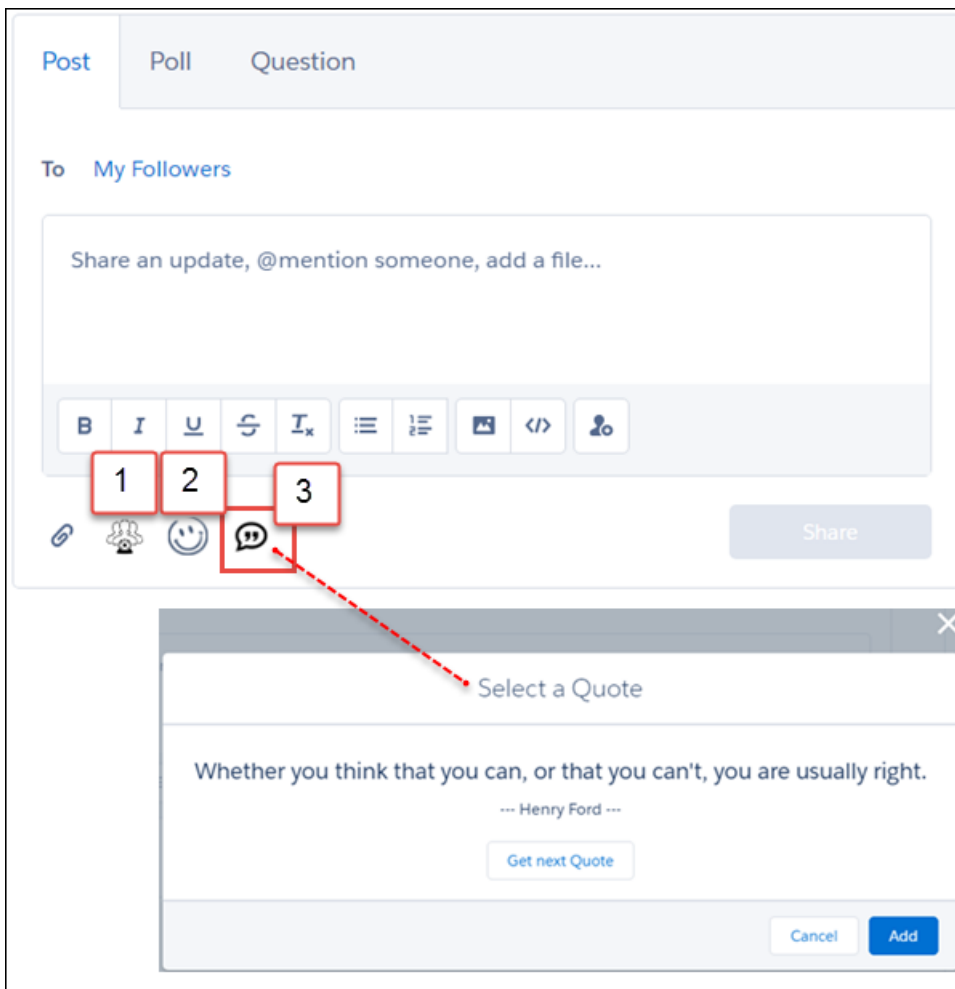 Post Poll Question
To My Followers
Share an update, @mention someone, add a file...
B I U S Tx </>
1 2 3
Share
Select a Quote
Whether you think that you can, or that you can't, you are usually right.
--- Henry Ford ---
Get next Quote
Cancel Add